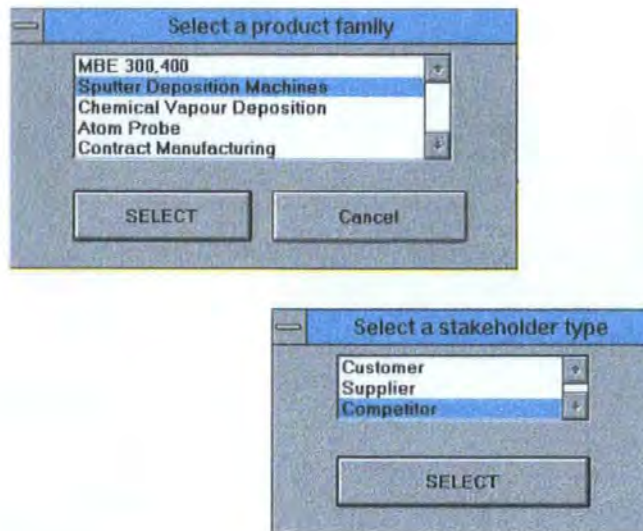 Select a product family
MBE 300,400
Sputter Deposition Machines
Chemical Vapour Deposition
Atom Probe
Contract Manufacturing
SELECT
Cancel
Select a stakeholder type
Customer
Supplier
Competitor
SELECT